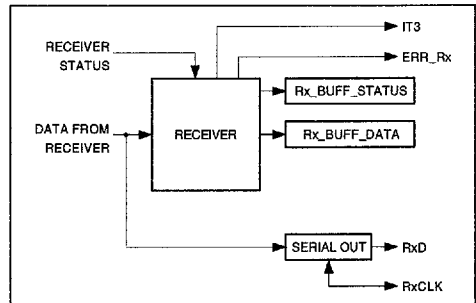 IT3
RECEIVER
STATUS
ERR_Rx
Rx_BUFF_STATUS
DATA FROM
RECEIVER
RECEIVER
Rx_BUFF_DATA
SERIAL OUT
RxD
RxCLK